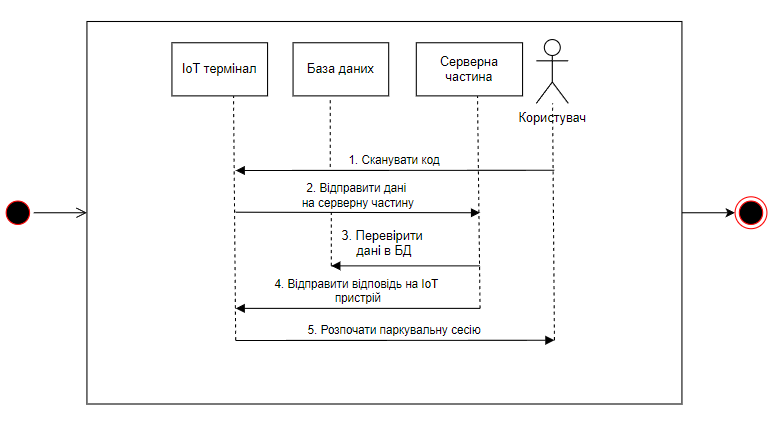 IoT термінал
База даних
Серверна
частина
Користувач
1. Сканувати код
2. Відправити дані
на серверну частину
3. Перевірити
дані в БД
4. Відправити відповідь на IoT
пристрій
5. Розпочати паркувальну сесію